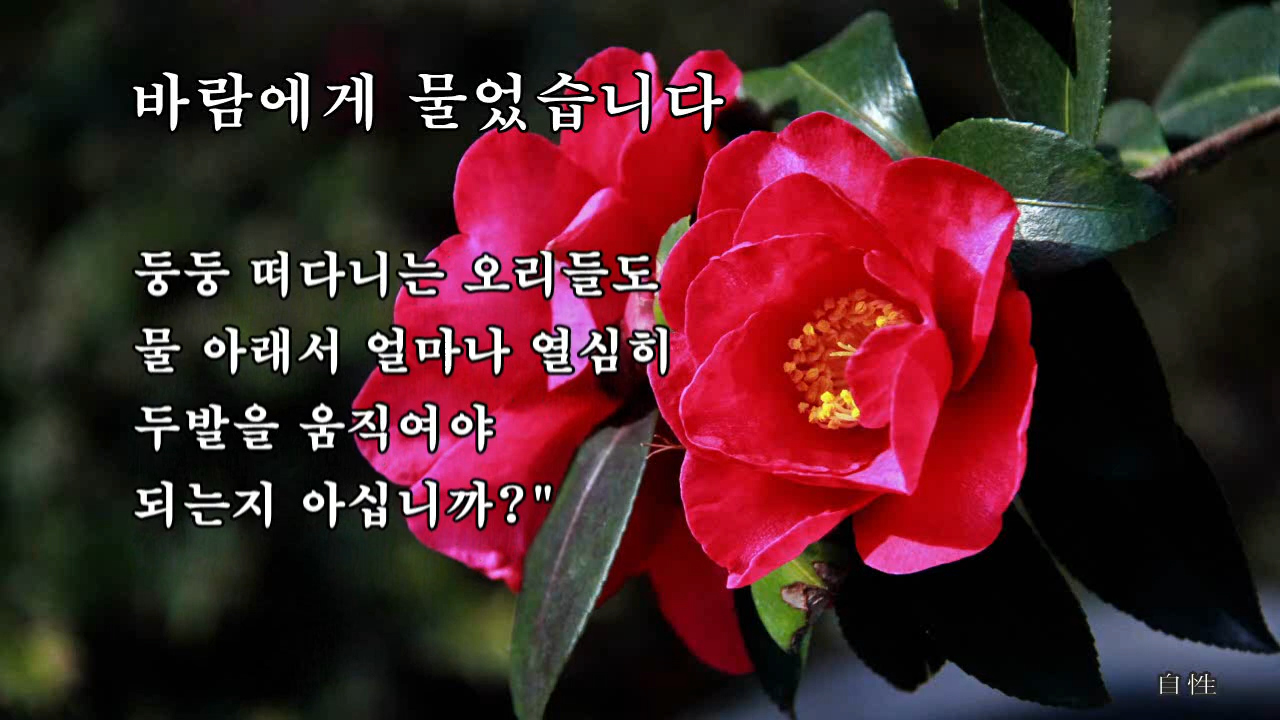 바람에게 물었습니다
둥둥 떠다니는 오리들도
물 아래서 얼마나 열심히
두발을 움직여야
되는지 아십니까?"
自性